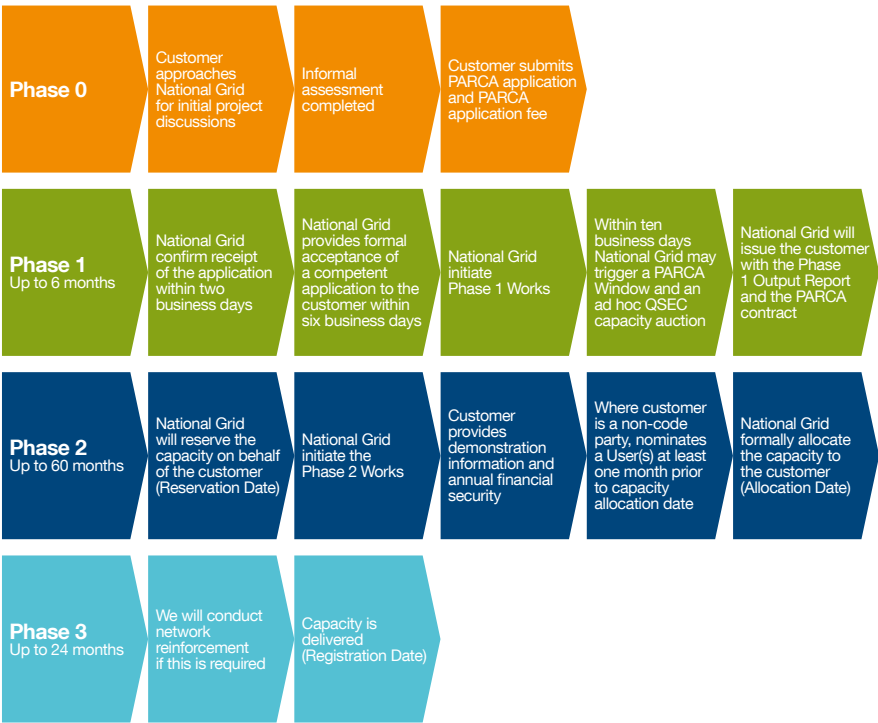 Phase 0
Customer
approaches
National Grid
for initial project
discussions
Informal
assessment
completed
Customer submits
PARCA application
and PARCA
application fee
Phase 1
Up to 6 months
National Grid
confirm receipt
of the application
within two
business days
National Grid
provides formal
acceptance of
a competent
application to the
customer within
six business days
National Grid
initiate
Phase 1 Works
Within ten
business days
National Grid may
trigger a PARCA
Window and an
ad hoc QSEC
capacity auction
National Grid will
issue the customer
with the Phase
1 Output Report
and the PARCA
contract
Phase 2
Up to 60 months
National Grid
will reserve the
capacity on behalf
of the customer
(Reservation Date)
National Grid
initiate the
Phase 2 Works
Customer
provides
demonstration
information and
annual financial
security
Where customer
is a non-code
party, nominates
a User(s) at least
one month prior
to capacity
allocation date
National Grid
formally allocate
the capacity to
the customer
(Allocation Date)
Phase 3
Up to 24 months
We will conduct
network
reinforcement
if this is required
Capacity is
delivered
(Registration Date)